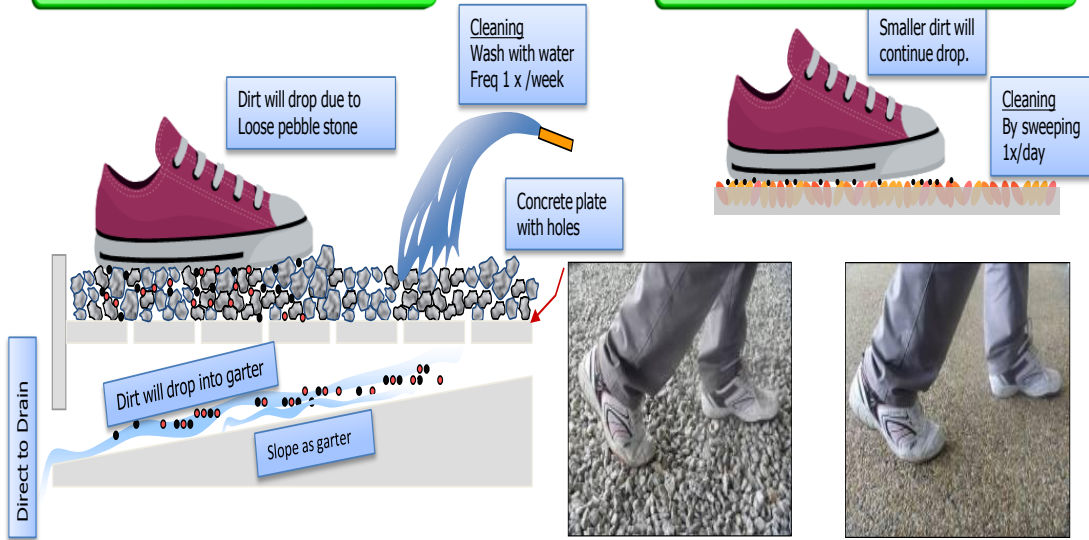 Dirt will drop due to
Loose pebble stone
Cleaning
Wash with water
Freq 1 x /week
Concrete plate
with holes
Dirt will drop into garter
Slope as garter
Direct to Drain
Smaller dirt will
continue drop.
Cleaning
By sweeping
1x/day